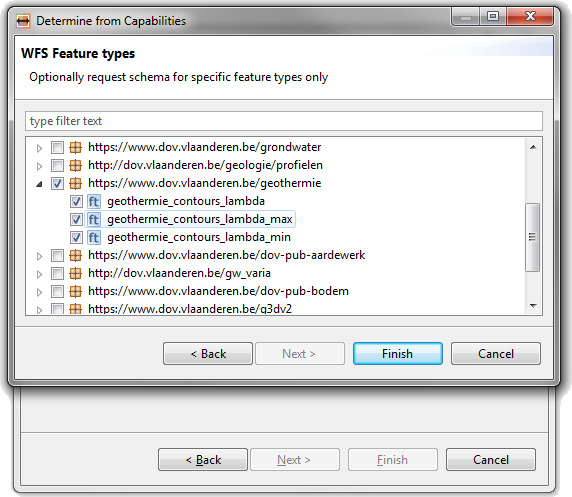 Determine from Capabilities
WFS Feature types
Optionally request schema for specific feature types only
type filter text
https://www.dov.vlaanderen.be/grondwater
http://dov.vlaanderen.be/geologie/profielen
https://www.dov.vlaanderen.be/geothermie
ft geothermie_contours_lambda
ft geothermie_contours_lambda_max
ft geothermie_contours_lambda_min
https://www.dov.vlaanderen.be/dov-pub-aardewerk
http://dov.vlaanderen.be/gw_varia
https://www.dov.vlaanderen.be/dov-pub-bodem
https://www.dov.vlaanderen.be/g3dv2
< Back Next > Finish Cancel
< Back Next > Finish Cancel